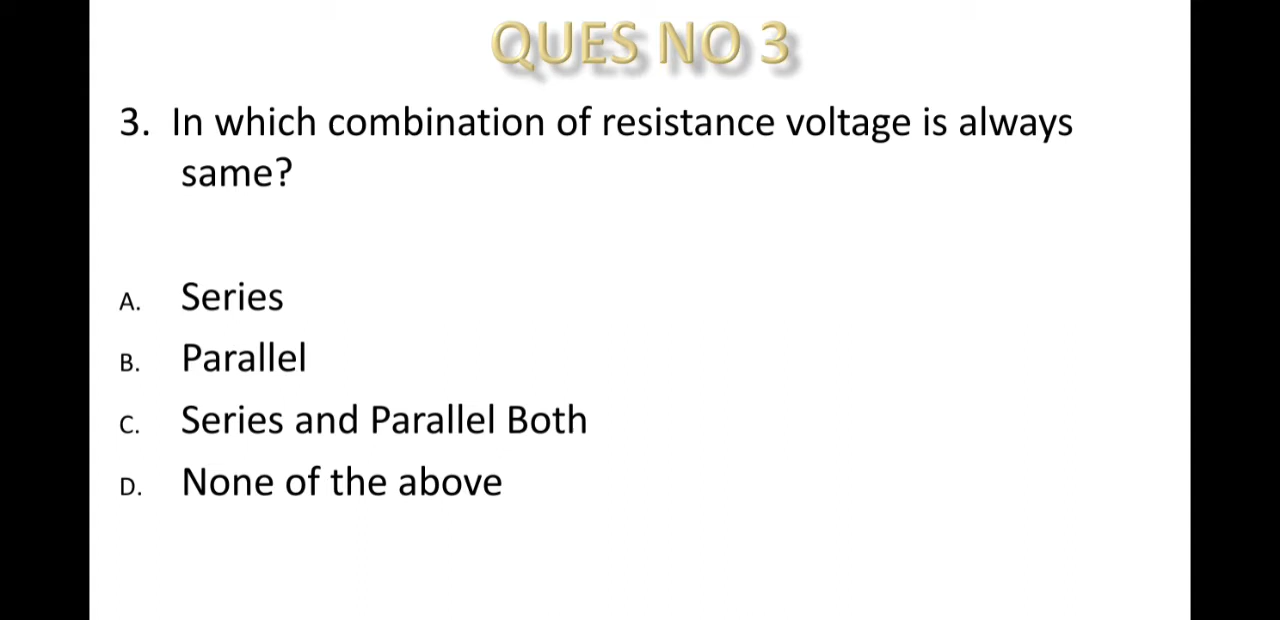 QUES NO 3
3. In which combination of resistance voltage is always
same?
A. Series
B. Parallel
C. Series and Parallel Both
D. None of the above